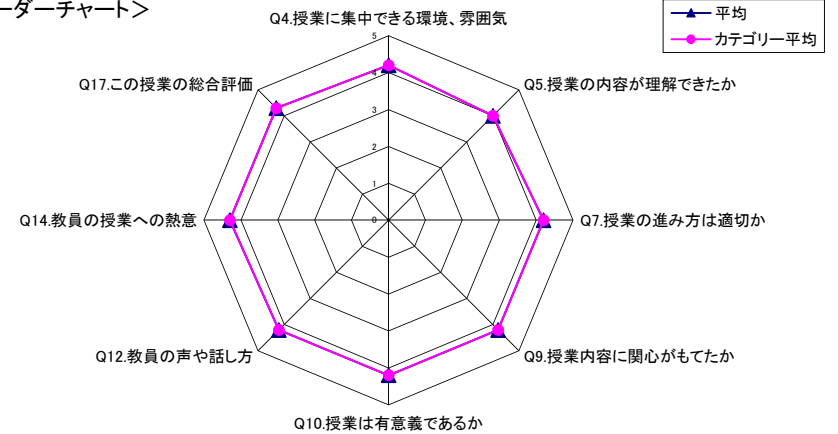 ーダーチャート＞
平均
カテゴリー平均
Q4.授業に集中できる環境、雰囲気
Q5.授業の内容が理解できたか
Q7.授業の進み方は適切か
Q9.授業内容に関心がもてたか
Q10.授業は有意義であるか
Q12.教員の声や話し方
Q14.教員の授業への熱意
Q17.この授業の総合評価
5
4
3
2
1
0